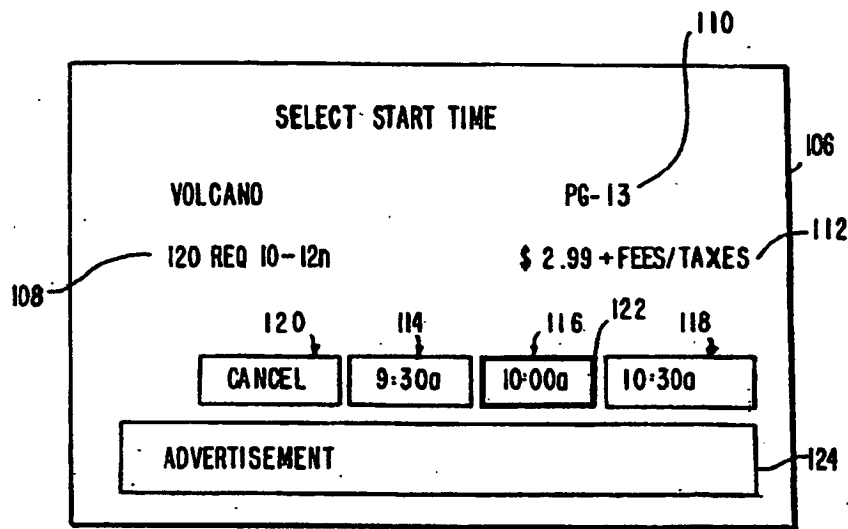 110
SELECT START TIME
106
VOLCANO PG-13
120 REQ 10-12n $ 2.99 + FEES/TAXES 112
108
120 114 116 122 118
CANCEL 9:30a 10:00a 10:30a
ADVERTISEMENT 124